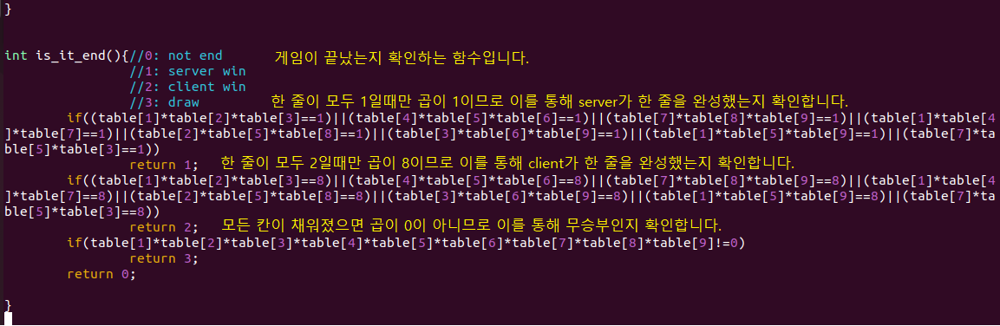 }
int is_it_end(){//0: not end 게임이 끝났는지 확인하는 함수입니다.
//1: server win
//2: client win
//3: draw 한 줄이 모두 1일때만 곱이 1이므로 이를 통해 server가 한 줄을 완성했는지 확인합니다.
if((table[1]*table[2]*table[3]==1)||(table[4]*table[5]*table[6]==1)||(table[7]*table[8]*table[9]==1)||(table[1]*table[4
]*table[7]==1)||(table[2]*table[5]*table[8]==1)||(table[3]*table[6]*table[9]==1)||(table[1]*table[5]*table[9]==1)||(table[7]*ta
ble[5]*table[3]==1))
return 1; 한 줄이 모두 2일때만 곱이 8이므로 이를 통해 client가 한 줄을 완성했는지 확인합니다.
if((table[1]*table[2]*table[3]==8)||(table[4]*table[5]*table[6]==8)||(table[7]*table[8]*table[9]==8)||(table[1]*table[4
]*table[7]==8)||(table[2]*table[5]*table[8]==8)||(table[3]*table[6]*table[9]==8)||(table[1]*table[5]*table[9]==8)||(table[7]*ta
ble[5]*table[3]==8))
return 2; 모든 칸이 채워졌으면 곱이 0이 아니므로 이를 통해 무승부인지 확인합니다.
if(table[1]*table[2]*table[3]*table[4]*table[5]*table[6]*table[7]*table[8]*table[9]!=0)
return 3;
return 0;
}